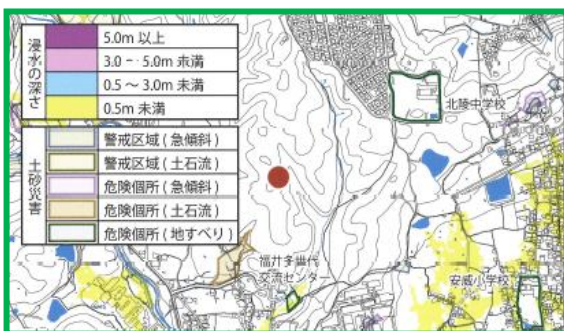 浸水の深さ
5.0m 以上
3.0 - 5.0m 未満
0.5 ~ 3.0m 未満
0.5m 未満
土砂災害
警戒区域 ( 急傾斜 )
警戒区域 ( 土石流 )
危険個所 ( 急傾斜 )
危険個所 ( 土石流 )
危険個所 ( 地すべり )
北陵中学校
福井多世代
交流センター
安威小学校